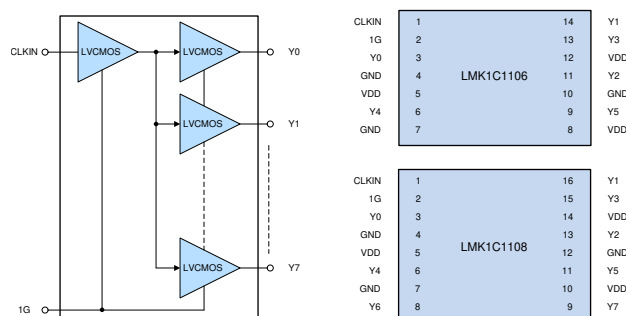 LVCMOS LVCMOS
CLKIN Y0
LVCMOS
Y1
LVCMOS
Y7
1G
CLKIN 1 14 Y1
1G 2 13 Y3
Y0 3 12 VDD
GND 4 LMK1C1106 11 Y2
VDD 5 10 GND
Y4 6 9 Y5
GND 7 8 VDD
CLKIN 1 16 Y1
1G 2 15 Y3
Y0 3 14 VDD
GND 4 13 Y2
LMK1C1108
VDD 5 12 GND
Y4 6 11 Y5
GND 7 10 VDD
Y6 8 9 Y7